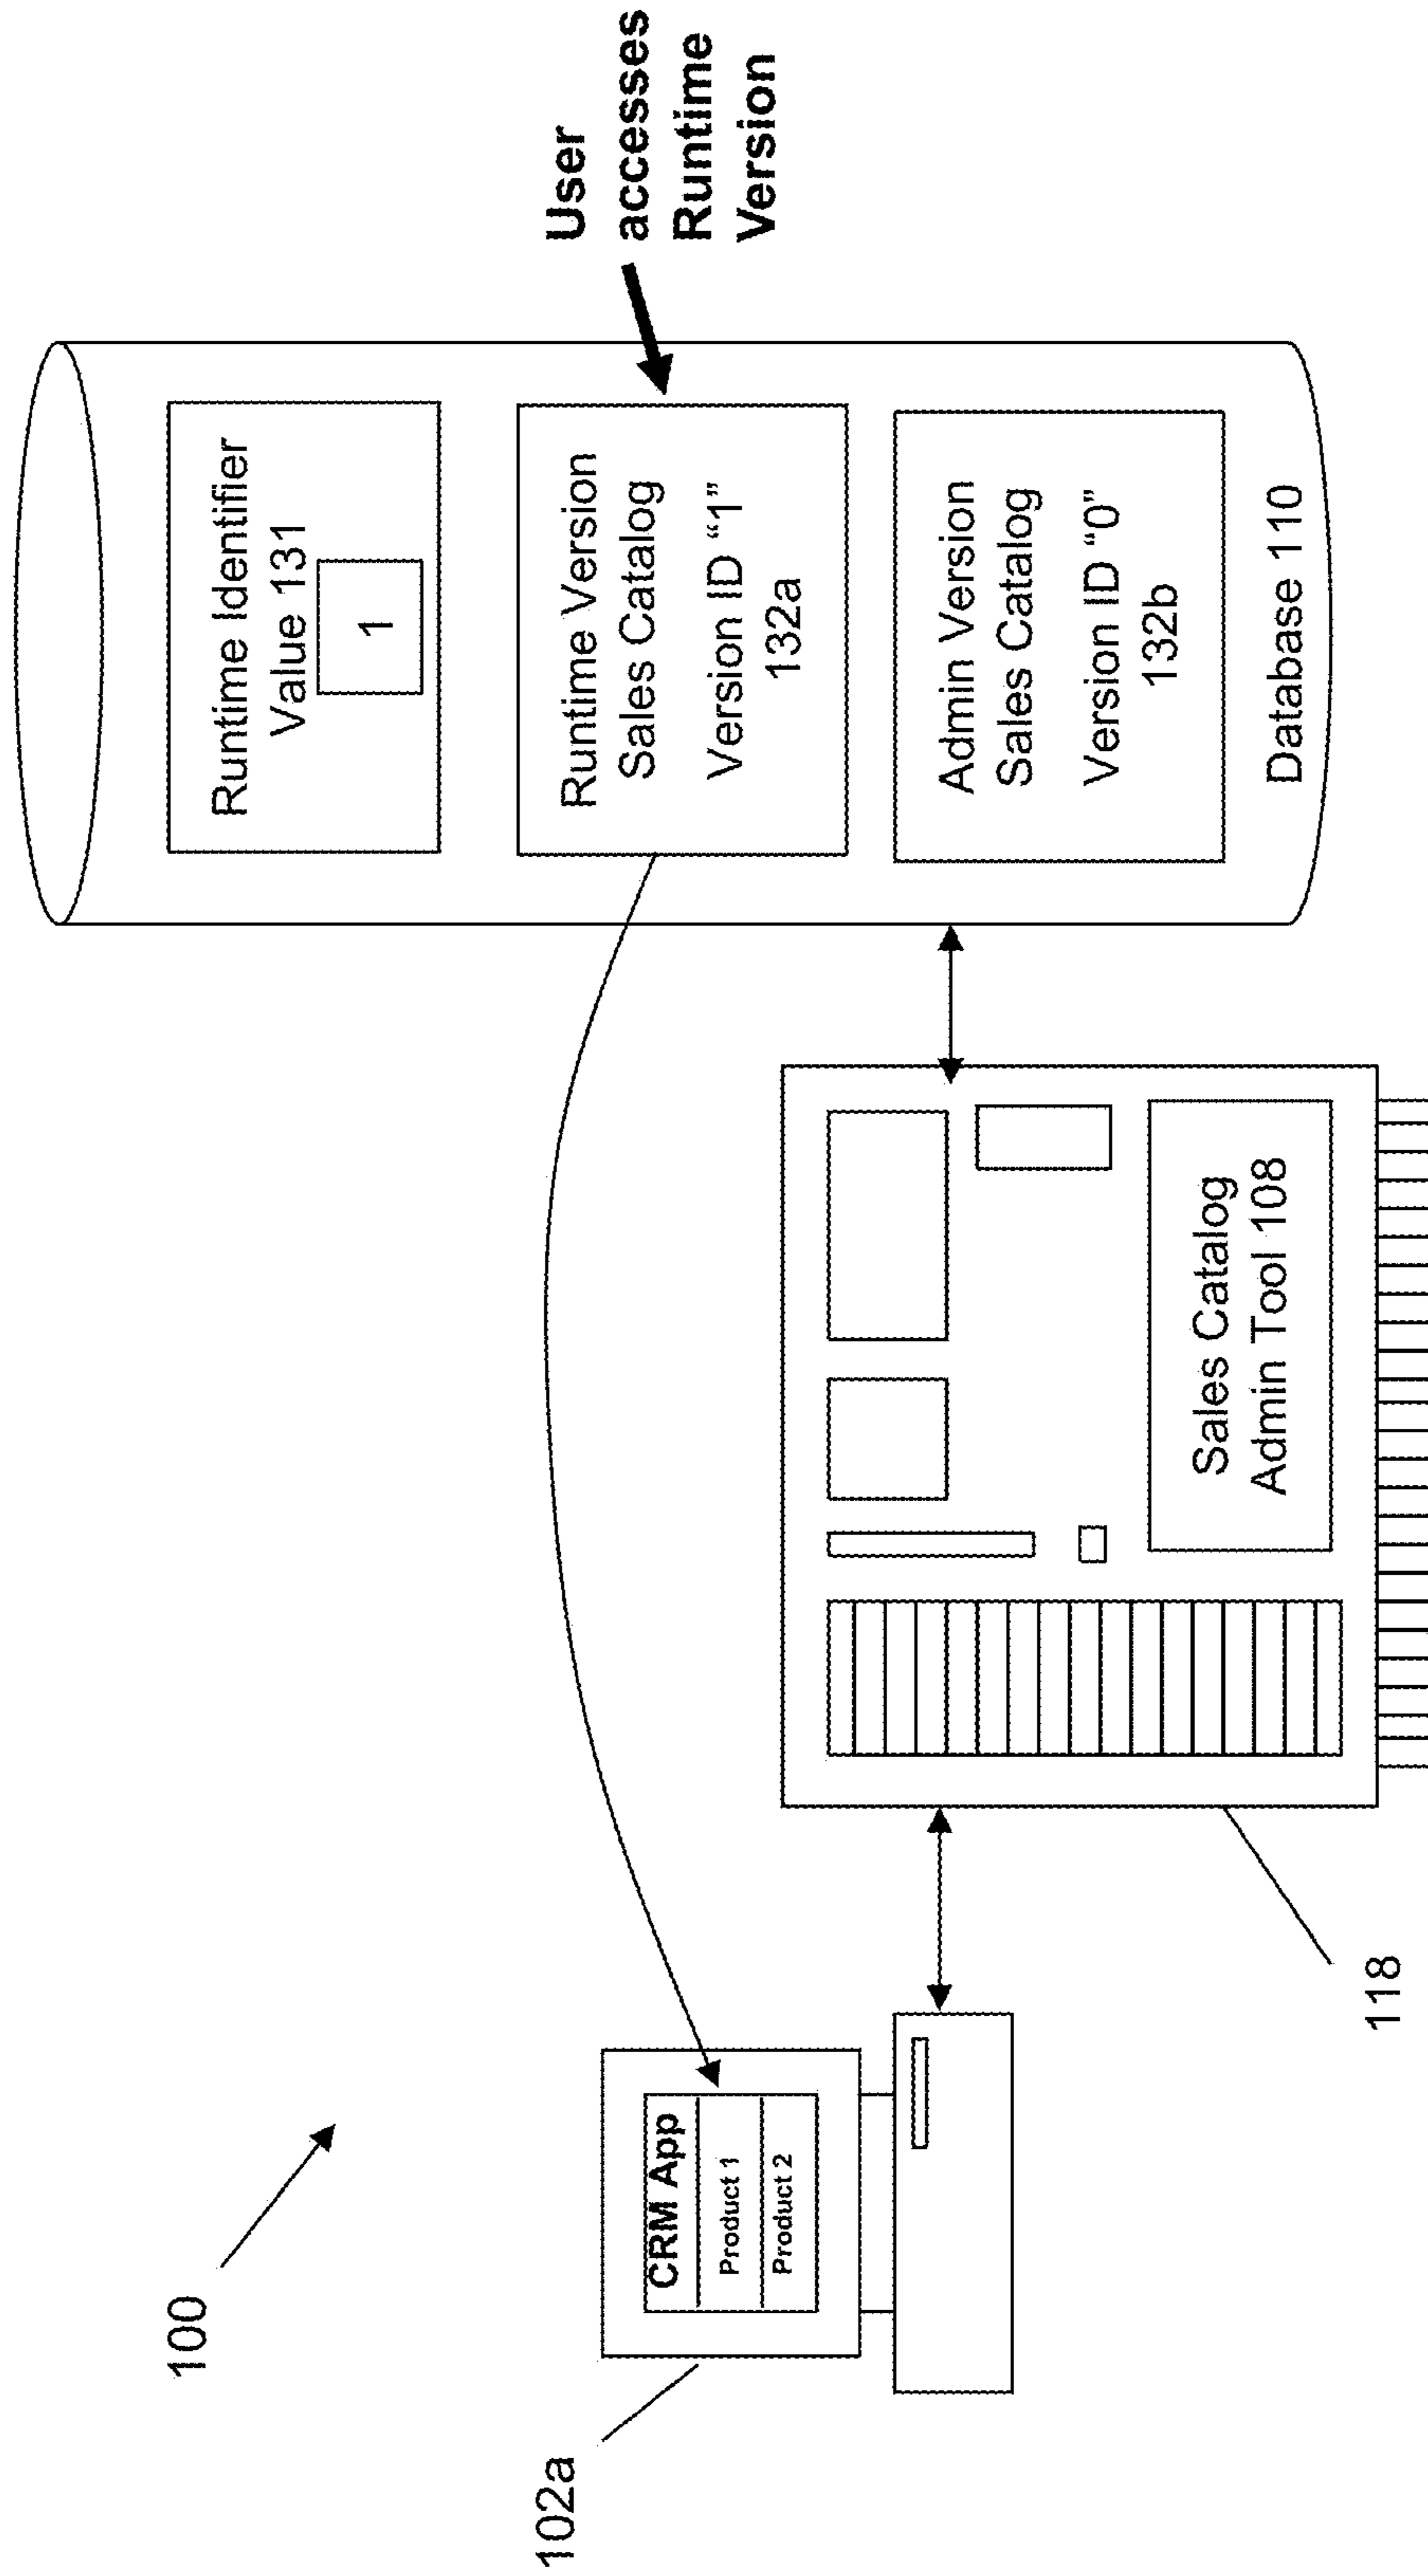 100
102a
CRM App
Product 1
Product 2
118
Sales Catalog
Admin Tool 108
Runtime Identifier
Value 131
1
Runtime Version
Sales Catalog
Version ID “1”
132a
Admin Version
Sales Catalog
Version ID “0”
132b
Database 110
User
accesses
Runtime
Version